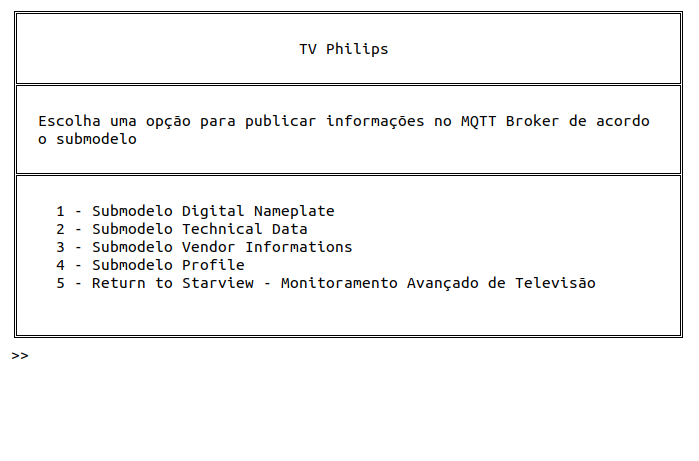 TV Philips
Escolha uma opção para publicar informações no MQTT Broker de acordo
o submodelo
1 - Submodelo Digital Nameplate
2 - Submodelo Technical Data
3 - Submodelo Vendor Informations
4 - Submodelo Profile
5 - Return to Starview - Monitoramento Avançado de Televisão
>>